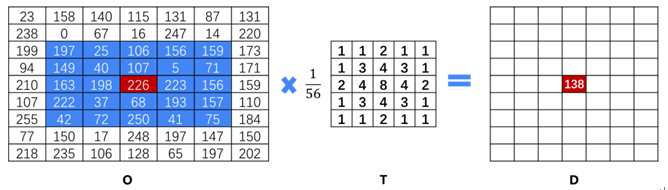 23 158 140 115 131 87 131
238 0 67 16 247 14 220
199 197 25 106 156 159 173
94 149 40 107 5 71 171
210 163 198 226 223 156 159
107 222 37 68 193 157 110
255 42 72 250 41 75 184
77 150 17 248 197 147 150
218 235 106 128 65 197 202
O
×
1
56
1 1 2 1 1
1 3 4 3 1
2 4 8 4 2
1 3 4 3 1
1 1 2 1 1
T
=
138
D